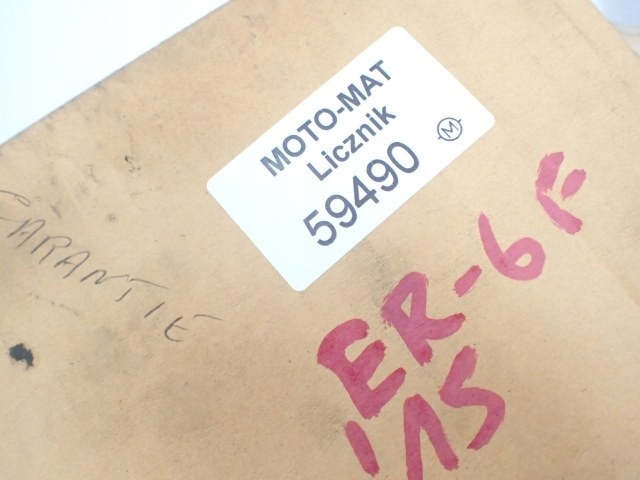 MOTO-MAT
Licznik
59490
M
GARANTIE
ER-6F
'15